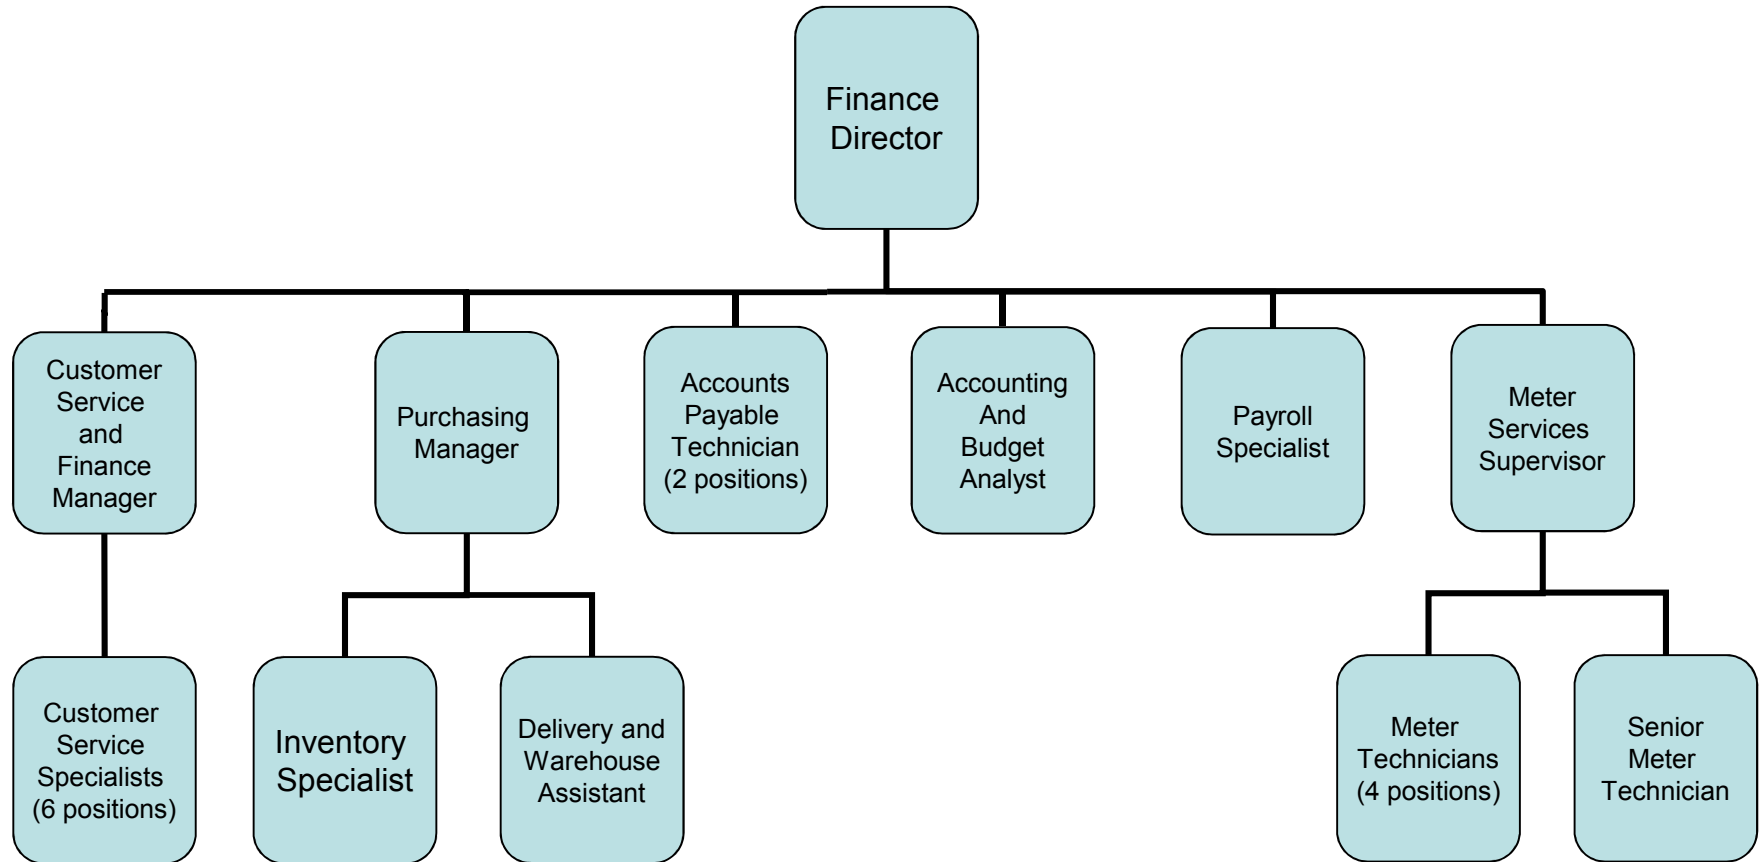 Finance
Director
Customer
Service
and
Finance
Manager
Purchasing
Manager
Accounts
Payable
Technician
(2 positions)
Accounting
And
Budget
Analyst
Payroll
Specialist
Meter
Services
Supervisor
Customer
Service
Specialists
(6 positions)
Inventory
Specialist
Delivery and
Warehouse
Assistant
Meter
Technicians
(4 positions)
Senior
Meter
Technician